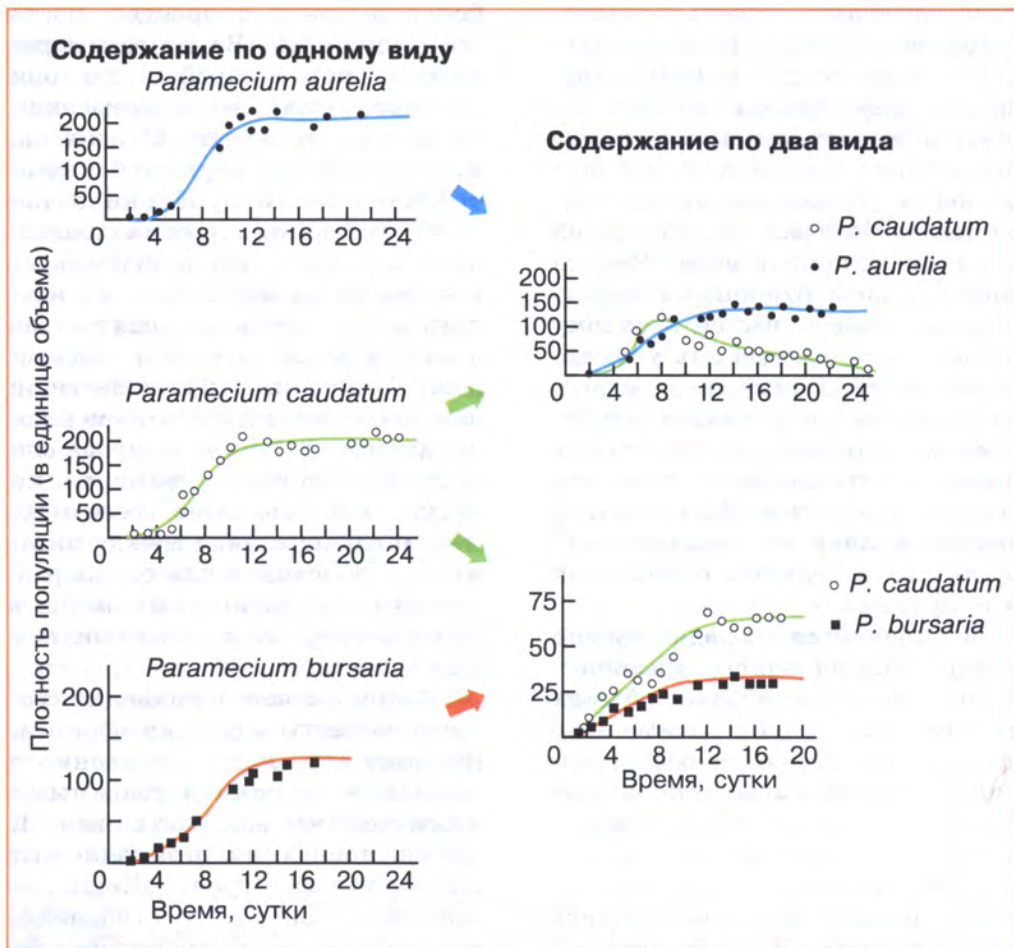 Содержание по одному виду
Paramecium aurelia
200
150
100
50
0 4 8 12 16 20 24
Paramecium caudatum
200
150
100
50
0 4 8 12 16 20 24
Paramecium bursaria
200
100
0 4 8 12 16 20 24
Время, сутки
Плотность популяции (в единице объема)
Содержание по два вида
P. caudatum
P. aurelia
200
150
100
50
0 4 8 12 16 20 24
P. caudatum
P. bursaria
75
50
25
0 4 8 12 16 20
Время, сутки